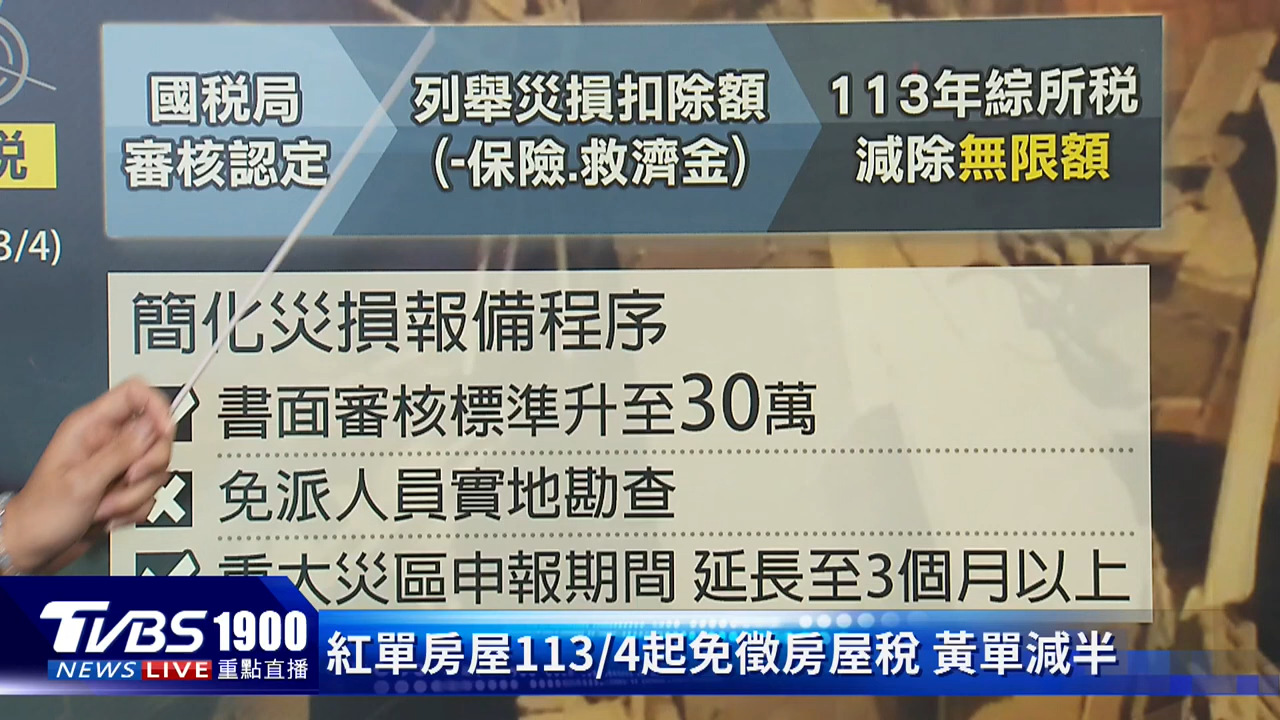 國稅局
審核認定
列舉災損扣除額
(-保險.救濟金)
113年綜所稅
減除無限額
稅
3/4)
簡化災損報備程序
書面審核標準升至30萬
免派人員實地勘查
重大災區申報期間 延長至3個月以上
TVBS
NEWS LIVE
1900
重點直播
紅單房屋113/4起免徵房屋稅 黃單減半